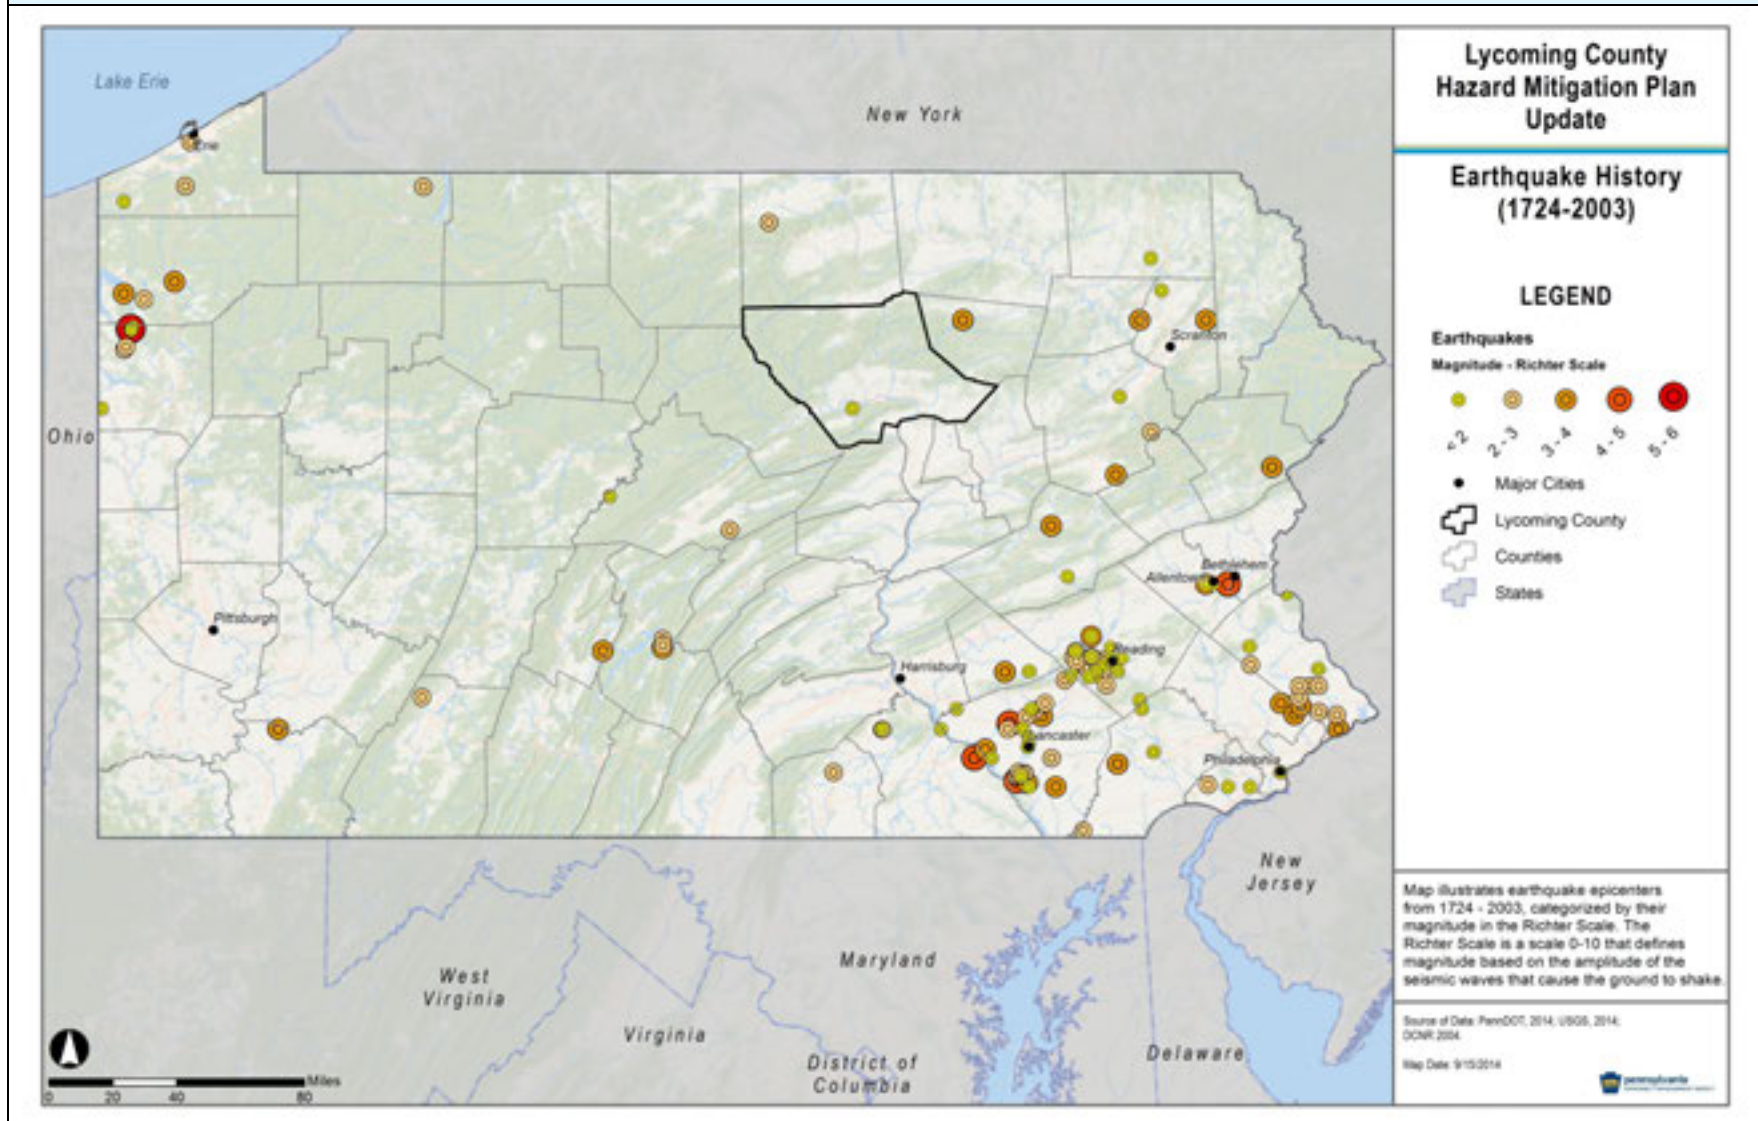 Lake Erie
New York
Erie
Scranton
Ohio
Bethlehem
Allentown
Pittsburgh
Reading
Harrisburg
Lancaster
Philadelphia
New
Jersey
Maryland
West
Virginia
Virginia
District of
Columbia
Delaware
0 20 40 80
Miles
Lycoming County
Hazard Mitigation Plan
Update
Earthquake History
(1724-2003)
LEGEND
Earthquakes
Magnitude - Richter Scale
< 2
2 - 3
3 - 4
4 - 5
5 - 6
Major Cities
Lycoming County
Counties
States
Map illustrates earthquake epicenters
from 1724 - 2003, categorized by their
magnitude in the Richter Scale. The
Richter Scale is a scale 0-10 that defines
magnitude based on the amplitude of the
seismic waves that cause the ground to shake.
Source of Data: PennDOT, 2014; USGS, 2014;
DCNR 2004.
Map Date: 9/15/2014
pennsylvania